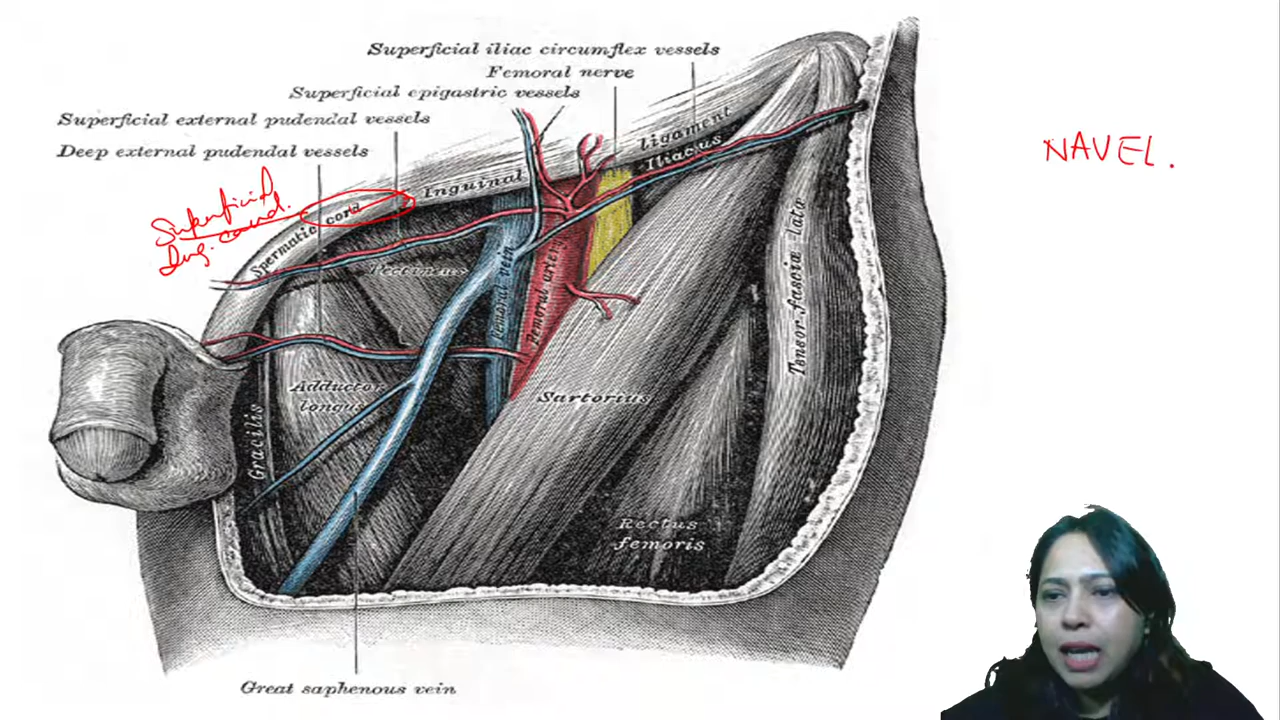 Superficial iliac circumflex vessels
Femoral nerve
Superficial epigastric vessels
Superficial external pudendal vessels
Deep external pudendal vessels
ligament
Iliacus
NAVEL.
Inguinal
Superficial
Ing. canal.
Spermatic cord
Pectineus
Femoral vein
Femoral artery
Tensor fascia lata
Adductor
longus
Sartorius
Gracilis
Rectus
femoris
Great saphenous vein